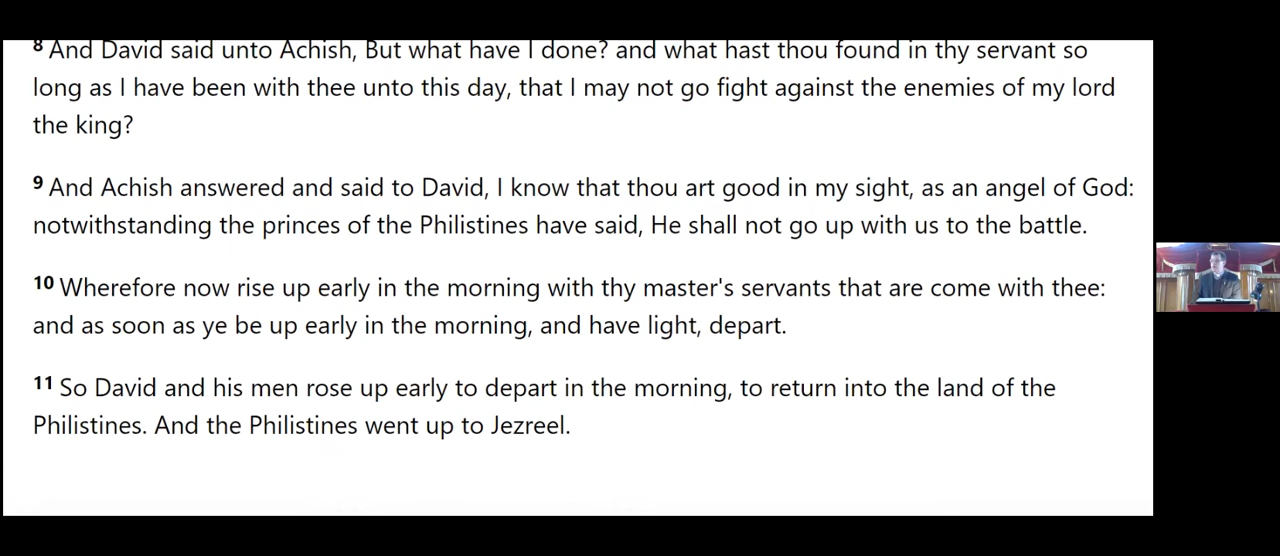 8 And David said unto Achish, But what have I done? and what hast thou found in thy servant so
long as I have been with thee unto this day, that I may not go fight against the enemies of my lord
the king?
9 And Achish answered and said to David, I know that thou art good in my sight, as an angel of God:
notwithstanding the princes of the Philistines have said, He shall not go up with us to the battle.
10 Wherefore now rise up early in the morning with thy master's servants that are come with thee:
and as soon as ye be up early in the morning, and have light, depart.
11 So David and his men rose up early to depart in the morning, to return into the land of the
Philistines. And the Philistines went up to Jezreel.